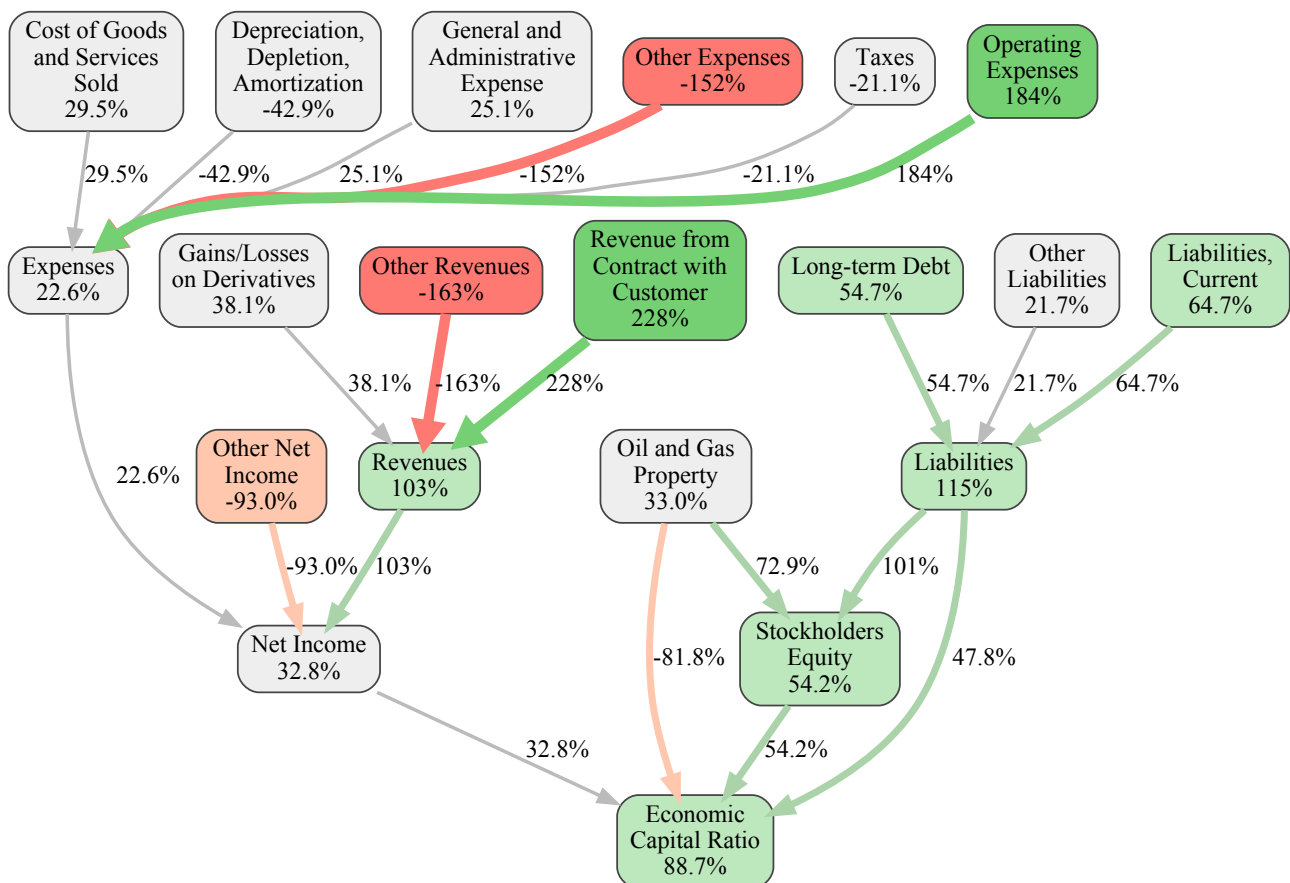 Cost of Goods
and Services
Sold
29.5%
Depreciation,
Depletion,
Amortization
-42.9%
General and
Administrative
Expense
25.1%
Other Expenses
-152%
Taxes
-21.1%
Operating
Expenses
184%
29.5%
-42.9%
25.1%
-152%
-21.1%
184%
Expenses
22.6%
Gains/Losses
on Derivatives
38.1%
Other Revenues
-163%
Revenue from
Contract with
Customer
228%
Long-term Debt
54.7%
Other
Liabilities
21.7%
Liabilities,
Current
64.7%
38.1%
-163%
228%
54.7%
21.7%
64.7%
Other Net
Income
-93.0%
Revenues
103%
Oil and Gas
Property
33.0%
Liabilities
115%
22.6%
-93.0%
103%
72.9%
101%
Net Income
32.8%
Stockholders
Equity
54.2%
-81.8%
47.8%
32.8%
54.2%
Economic
Capital Ratio
88.7%